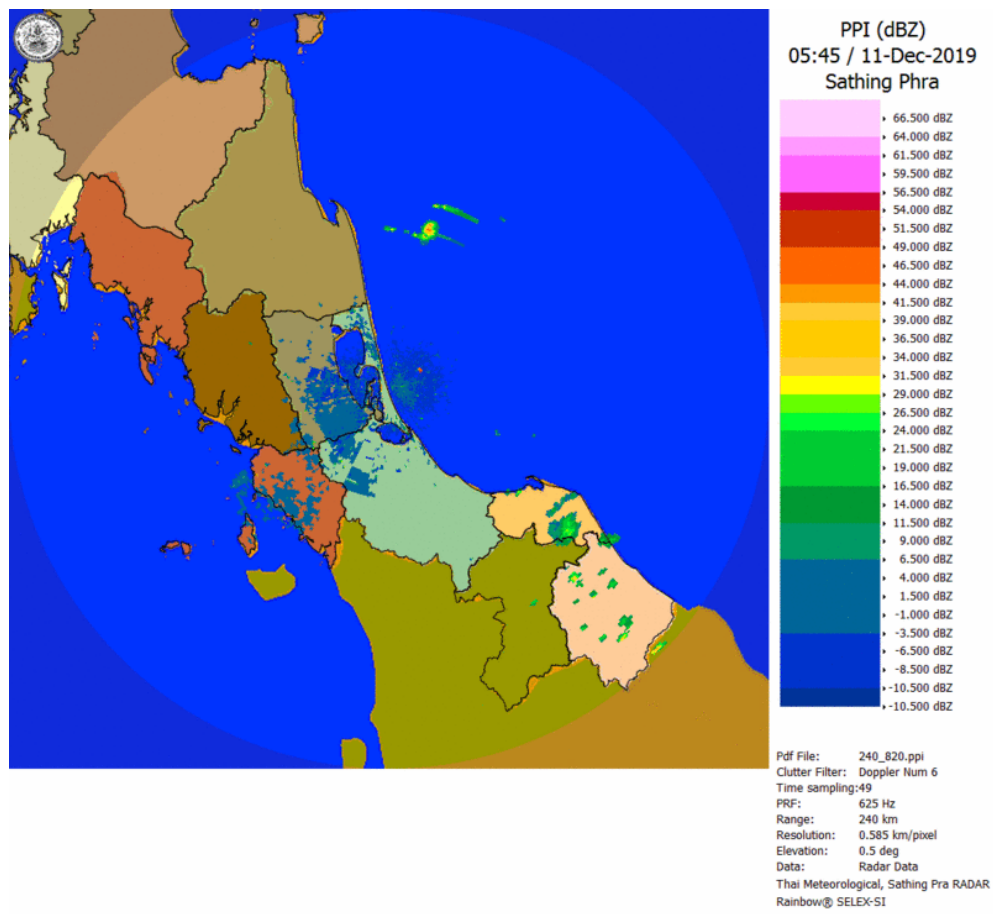 PPI (dBZ)
05:45 / 11-Dec-2019
Sathing Phra
66.500 dBZ
64.000 dBZ
61.500 dBZ
59.500 dBZ
56.500 dBZ
54.000 dBZ
51.500 dBZ
49.000 dBZ
46.500 dBZ
44.000 dBZ
41.500 dBZ
39.000 dBZ
36.500 dBZ
34.000 dBZ
31.500 dBZ
29.000 dBZ
26.500 dBZ
24.000 dBZ
21.500 dBZ
19.000 dBZ
16.500 dBZ
14.000 dBZ
11.500 dBZ
9.000 dBZ
6.500 dBZ
4.000 dBZ
1.500 dBZ
-1.000 dBZ
-3.500 dBZ
-6.500 dBZ
-8.500 dBZ
-10.500 dBZ
-10.500 dBZ
Pdf File: 240_820.ppi
Clutter Filter: Doppler Num 6
Time sampling:49
PRF: 625 Hz
Range: 240 km
Resolution: 0.585 km/pixel
Elevation: 0.5 deg
Data: Radar Data
Thai Meteorological, Sathing Pra RADAR
Rainbow® SELEX-SI